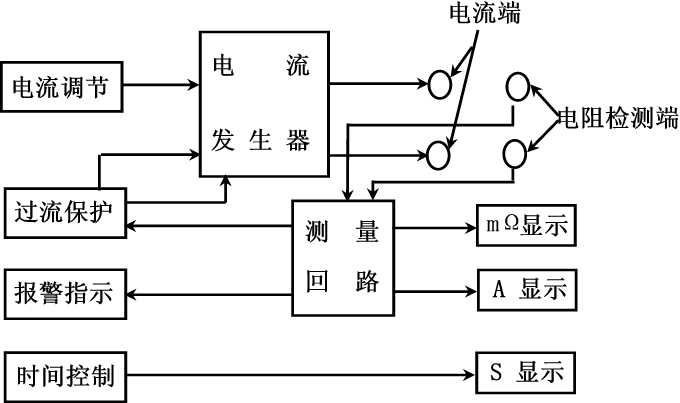 电流端
电流
电流调节
发生器
电阻检测端
过流保护
测量
mΩ显示
回路
报警指示
A 显示
时间控制
S 显示